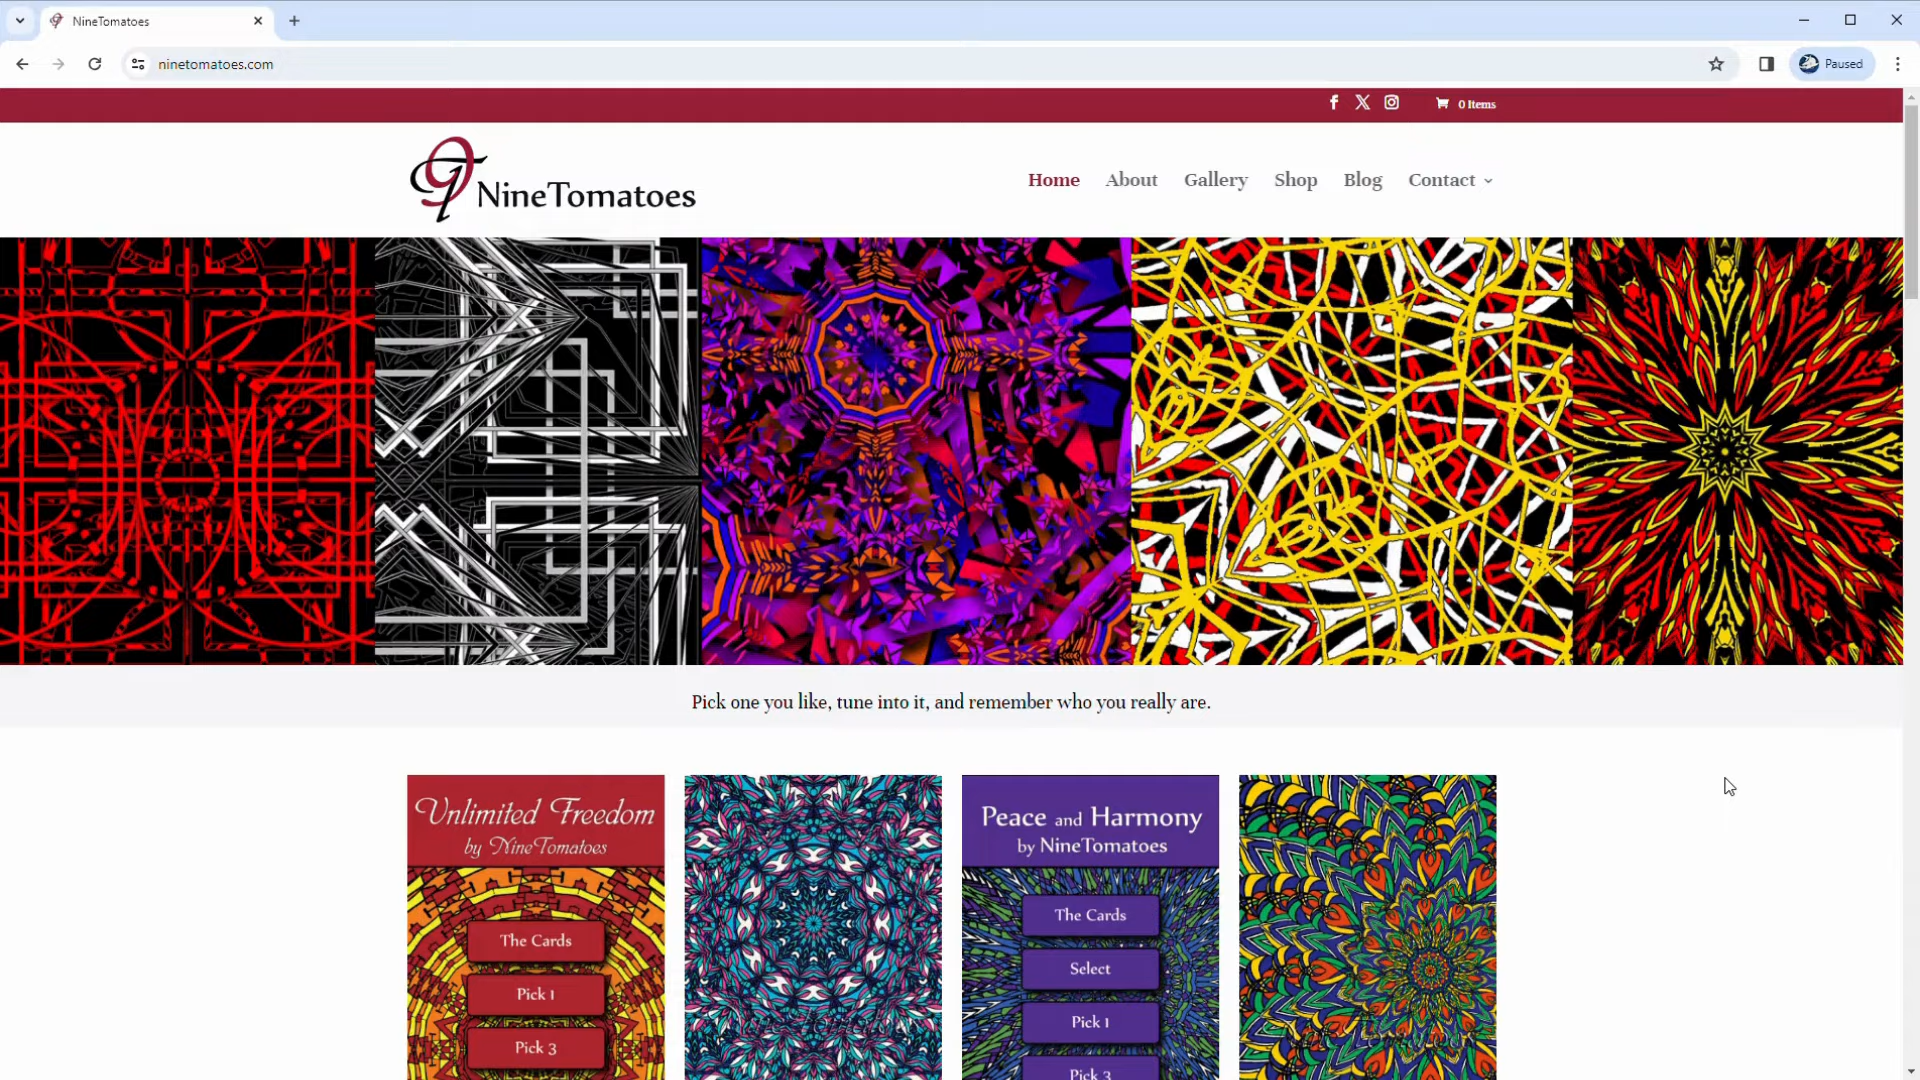 NineTomatoes
ninetomatoes.com
Paused
0 Items
9T NineTomatoes
Home About Gallery Shop Blog Contact
Pick one you like, tune into it, and remember who you really are.
Unlimited Freedom
by NineTomatoes
The Cards
Pick 1
Pick 3
Peace and Harmony
by NineTomatoes
The Cards
Select
Pick 1
Pick 3